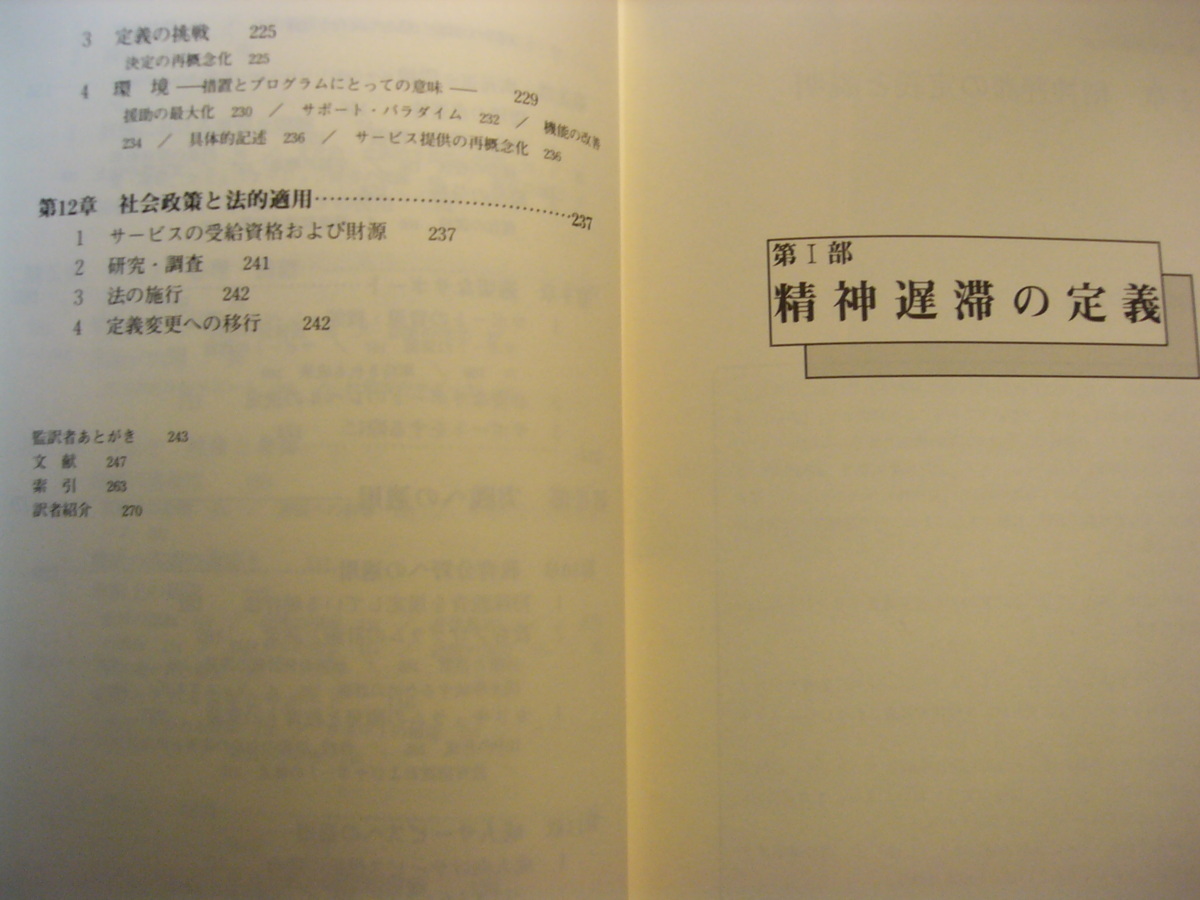 3 定義の挑戦 225
決定の再概念化 225
4 環 境 ──措置とプログラムにとっての意味── 229
援助の最大化 230 ／ サポート・パラダイム 232 ／ 機能の改善
234 ／ 具体的記述 236 ／ サービス提供の再概念化 236
第12章 社会政策と法的適用……………………………237
1 サービスの受給資格および財源 237
2 研究・調査 241
3 法の施行 242
4 定義変更への移行 242
監訳者あとがき 243
文 献 247
索 引 263
訳者紹介 270
第Ⅰ部
精神遅滞の定義